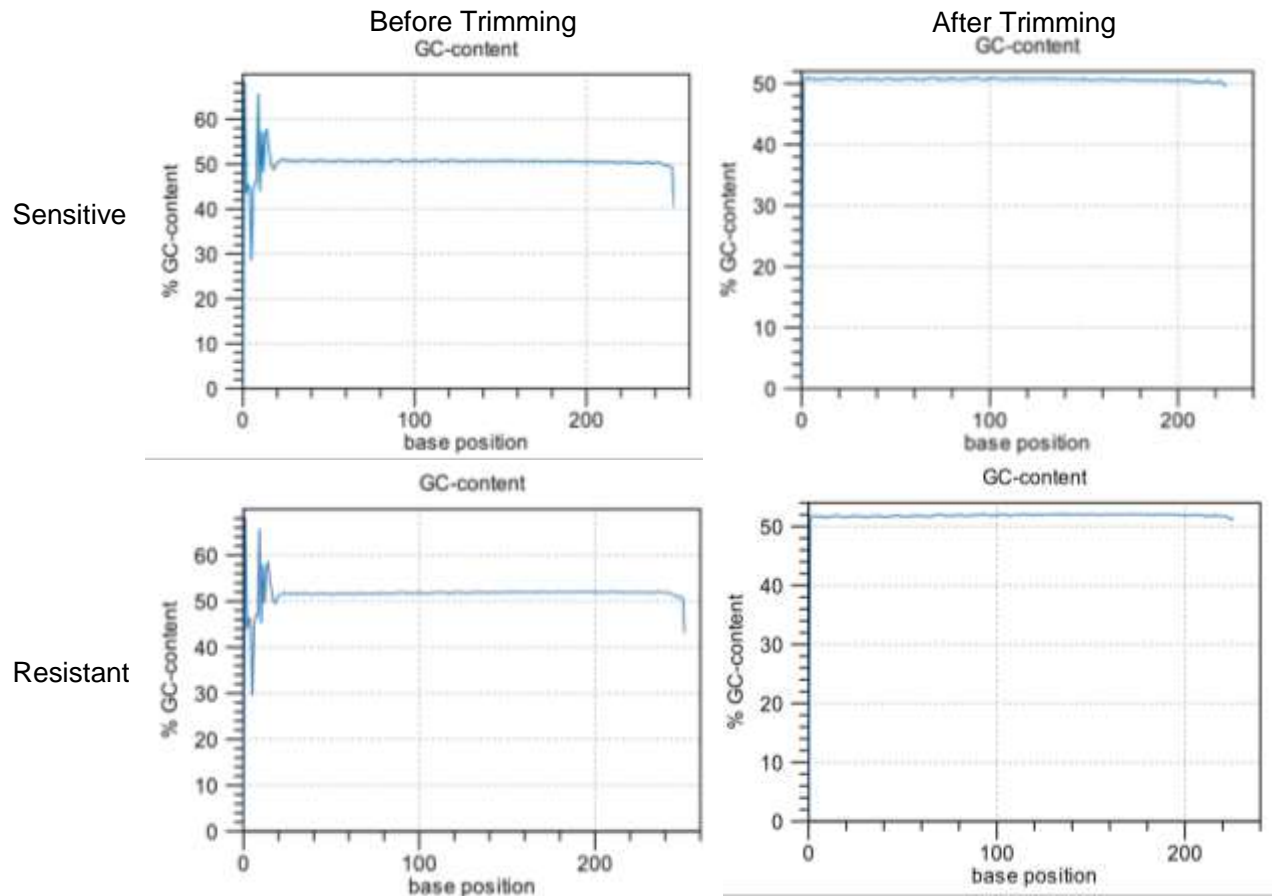 Before Trimming
After Trimming
GC-content
GC-content
Sensitive
% GC-content
60
50
40
30
20
10
0
0 100 200
base position
% GC-content
50
40
30
20
10
0
0 100 200
base position
GC-content
GC-content
Resistant
% GC-content
60
50
40
30
20
10
0
0 100 200
base position
% GC-content
50
40
30
20
10
0
0 100 200
base position